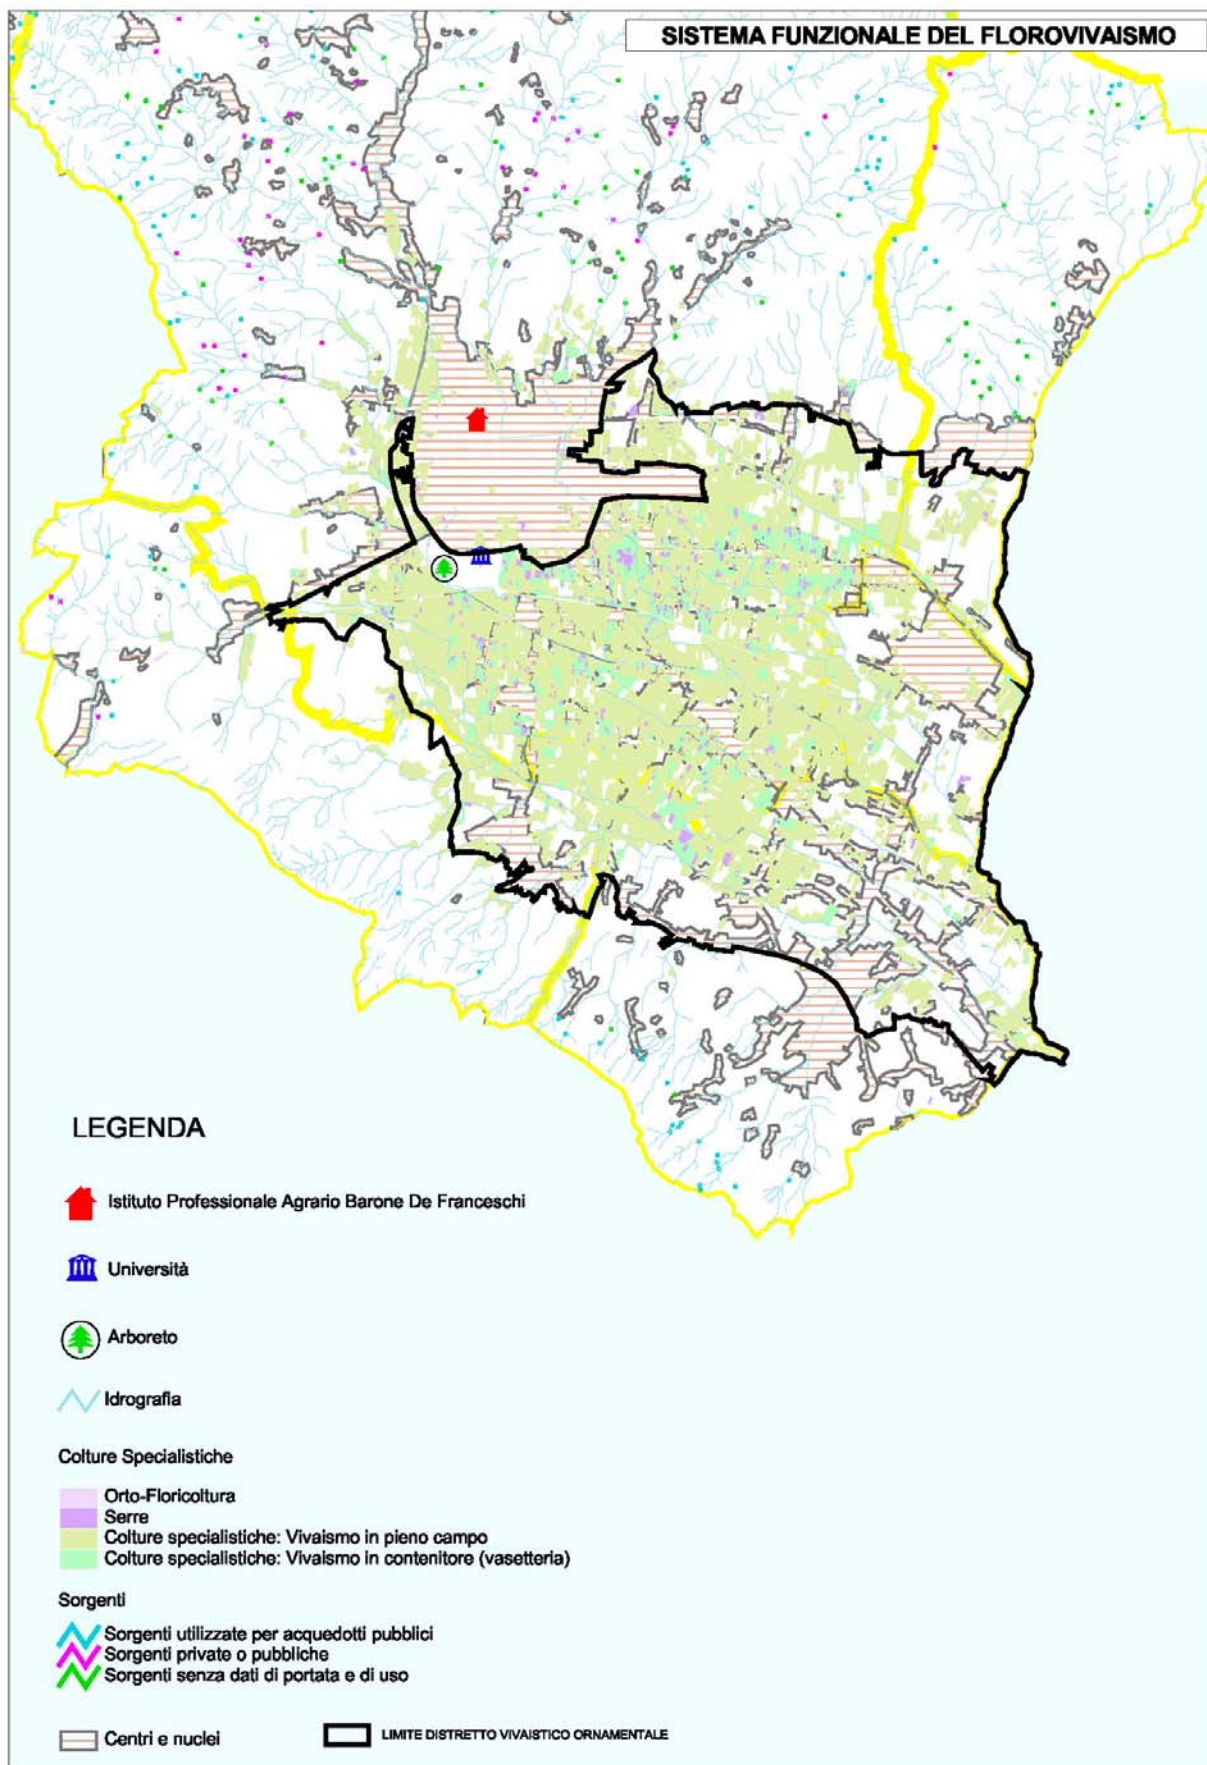 SISTEMA FUNZIONALE DEL FLOROVIVAISMO
LEGENDA
Istituto Professionale Agrario Barone De Franceschi
Università
Arboreto
Idrografia
Colture Specialistiche
Orto-Floricoltura
Serre
Colture specialistiche: Vivaismo in pieno campo
Colture specialistiche: Vivaismo in contenitore (vasetteria)
Sorgenti
Sorgenti utilizzate per acquedotti pubblici
Sorgenti private o pubbliche
Sorgenti senza dati di portata e di uso
Centri e nuclei
LIMITE DISTRETTO VIVAISTICO ORNAMENTALE